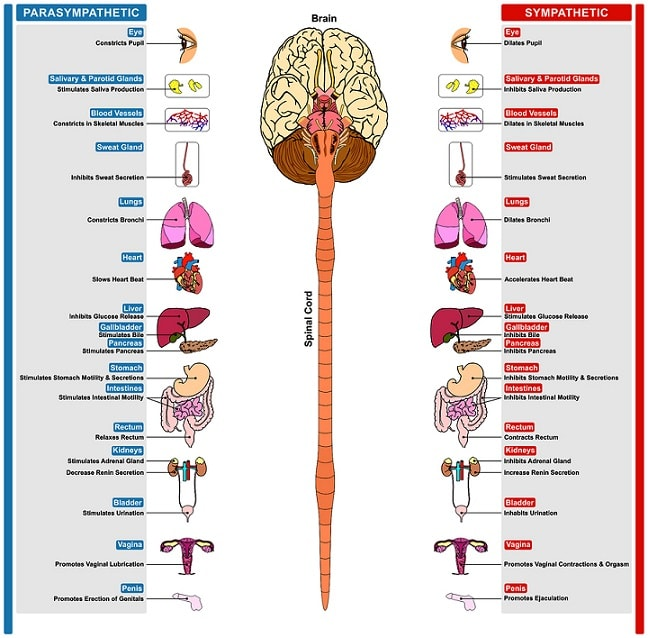 PARASYMPATHETIC
Eye
Constricts Pupil
Salivary & Parotid Glands
Stimulates Saliva Production
Blood Vessels
Constricts in Skeletal Muscles
Sweat Gland
Inhibits Sweat Secretion
Lungs
Constricts Bronchi
Heart
Slows Heart Beat
Liver
Inhibits Glucose Release
Gallbladder
Stimulates Bile
Pancreas
Stimulates Pancreas
Stomach
Stimulates Stomach Motility & Secretions
Intestines
Stimulates Intestinal Motility
Rectum
Relaxes Rectum
Kidneys
Stimulates Adrenal Gland
Decrease Renin Secretion
Bladder
Stimulates Urination
Vagina
Promotes Vaginal Lubrication
Penis
Promotes Erection of Genitals
Brain
Spinal Cord
SYMPATHETIC
Eye
Dilates Pupil
Salivary & Parotid Glands
Inhibits Saliva Production
Blood Vessels
Dilates in Skeletal Muscles
Sweat Gland
Stimulates Sweat Secretion
Lungs
Dilates Bronchi
Heart
Accelerates Heart Beat
Liver
Stimulates Glucose Release
Gallbladder
Inhibits Bile
Pancreas
Inhibits Pancreas
Stomach
Inhibits Stomach Motility & Secretions
Intestines
Inhibits Intestinal Motility
Rectum
Contracts Rectum
Kidneys
Inhibits Adrenal Gland
Increase Renin Secretion
Bladder
Inhabits Urination
Vagina
Promotes Vaginal Contractions & Orgasm
Penis
Promotes Ejaculation